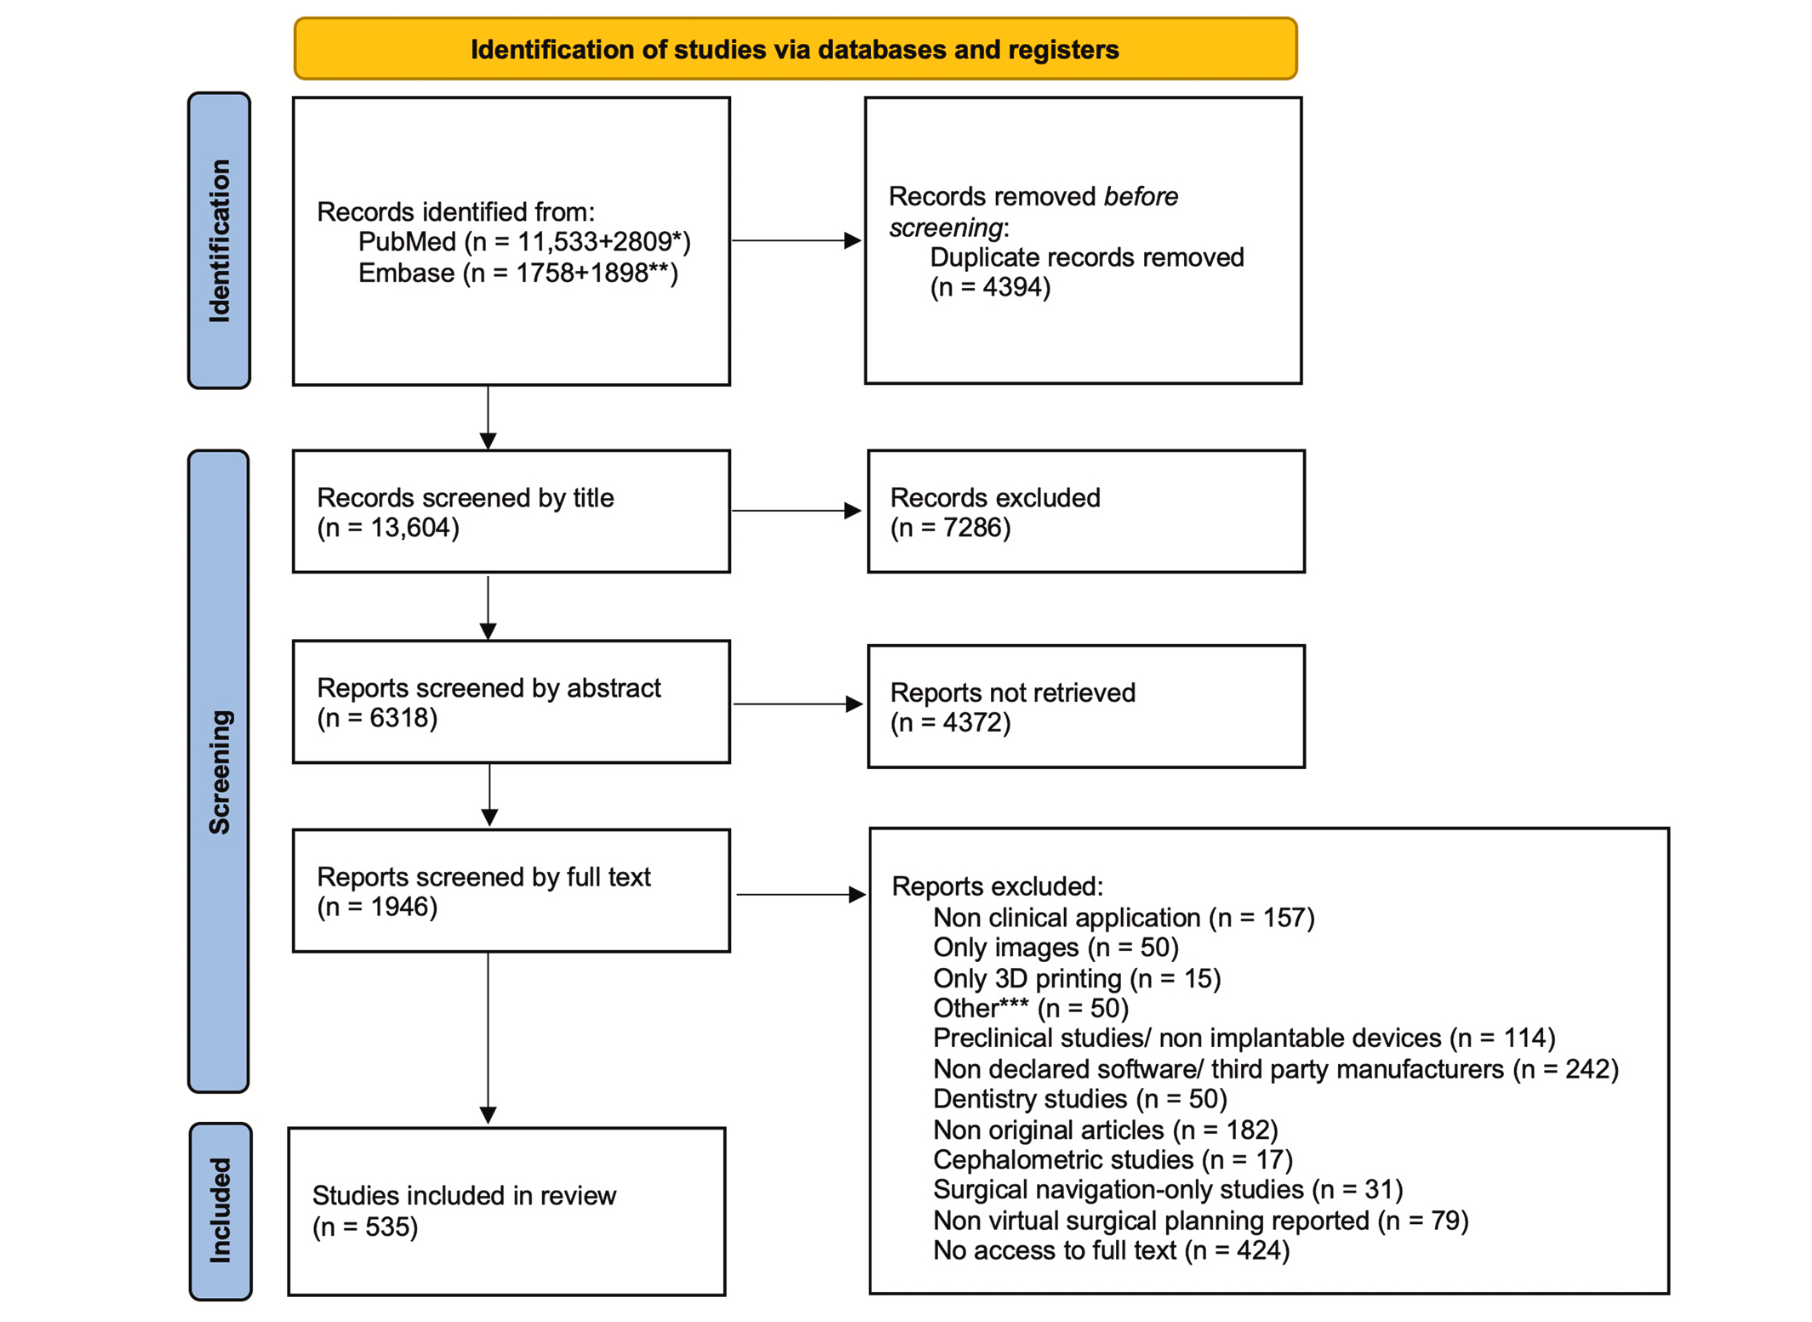 Identification of studies via databases and registers
Identification
Records identified from:
PubMed (n = 11,533+2809*)
Embase (n = 1758+1898**)
Records removed before
screening:
Duplicate records removed
(n = 4394)
Screening
Records screened by title
(n = 13,604)
Records excluded
(n = 7286)
Reports screened by abstract
(n = 6318)
Reports not retrieved
(n = 4372)
Reports screened by full text
(n = 1946)
Reports excluded:
Non clinical application (n = 157)
Only images (n = 50)
Only 3D printing (n = 15)
Other*** (n = 50)
Preclinical studies/ non implantable devices (n = 114)
Non declared software/ third party manufacturers (n = 242)
Dentistry studies (n = 50)
Non original articles (n = 182)
Cephalometric studies (n = 17)
Surgical navigation-only studies (n = 31)
Non virtual surgical planning reported (n = 79)
No access to full text (n = 424)
Included
Studies included in review
(n = 535)